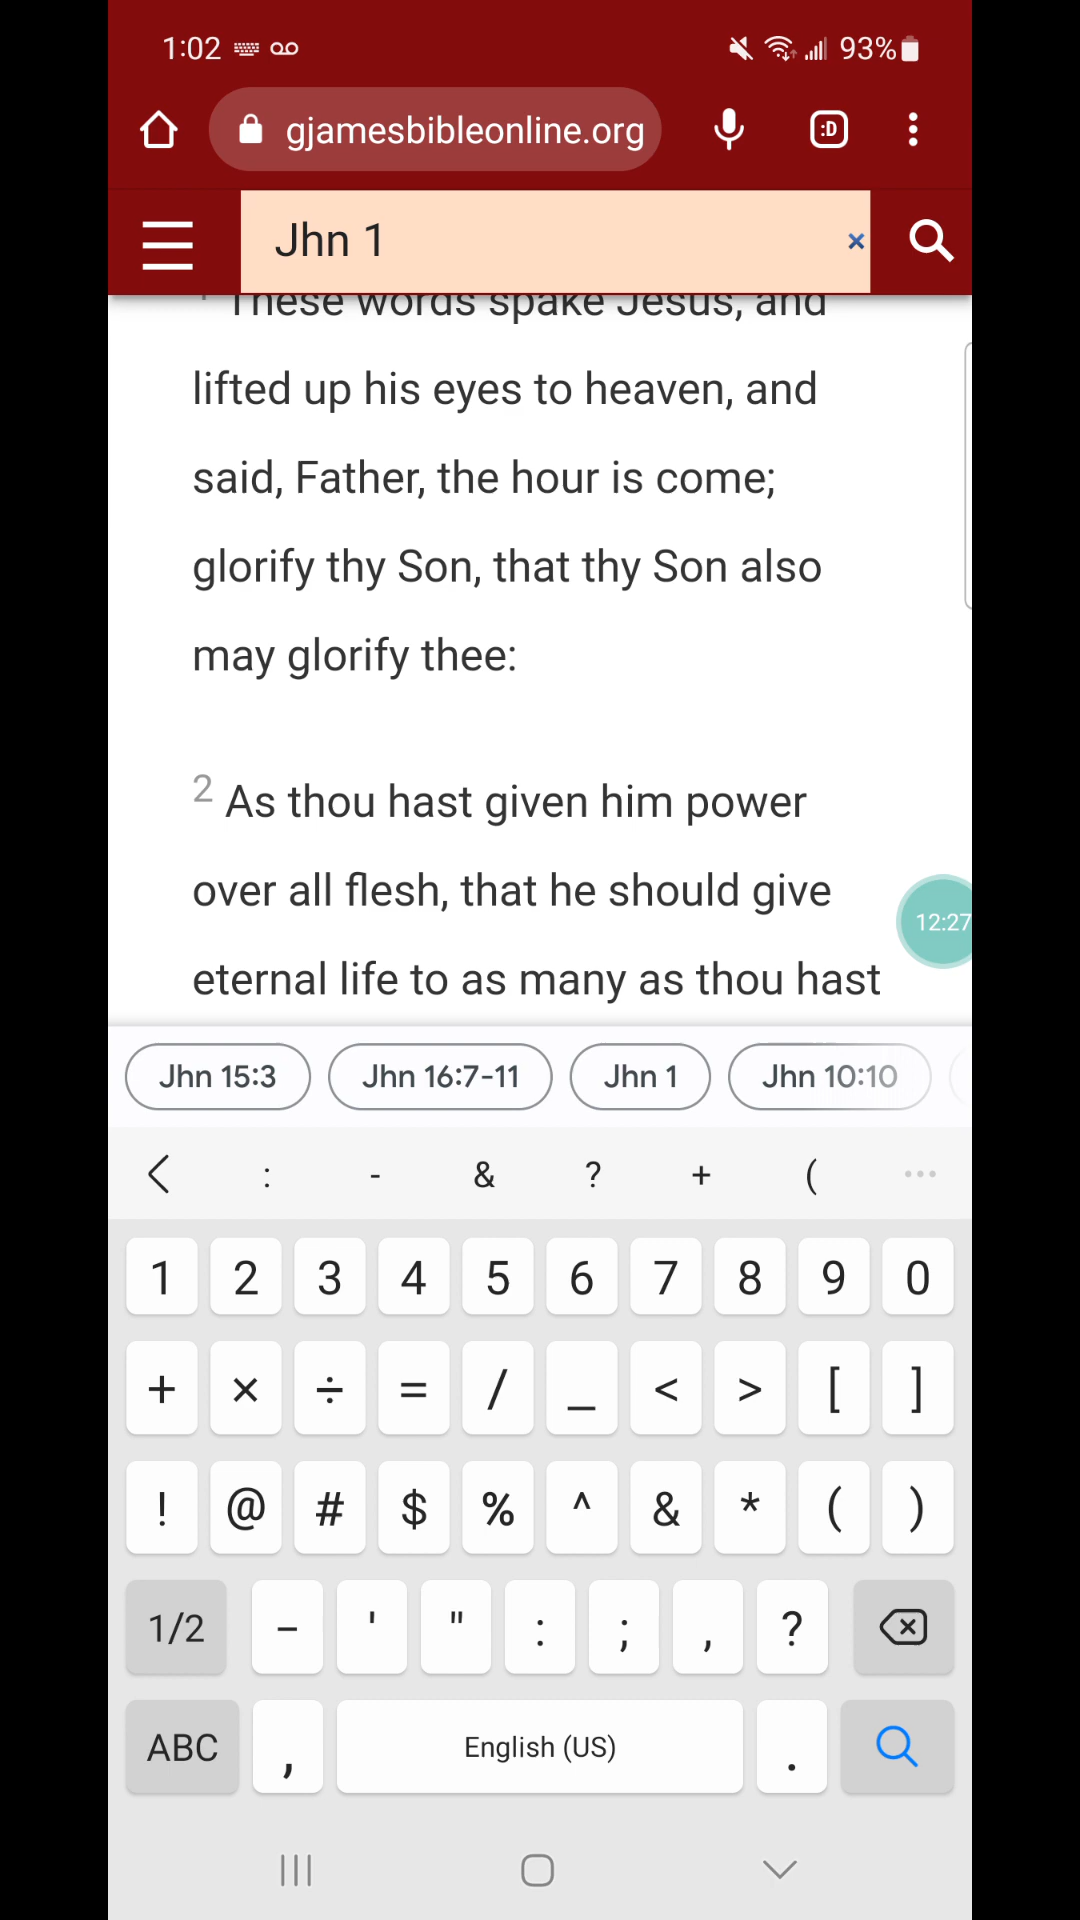 1:02
93%
gjamesbibleonline.org
:D
Jhn 1
×
1 These words spake Jesus, and
lifted up his eyes to heaven, and
said, Father, the hour is come;
glorify thy Son, that thy Son also
may glorify thee:
2 As thou hast given him power
over all flesh, that he should give
12:27
eternal life to as many as thou hast
Jhn 15:3 Jhn 16:7-11 Jhn 1 Jhn 10:10
: - & ? + ( ...
1 2 3 4 5 6 7 8 9 0
+ × ÷ = / _ < > [ ]
! @ # $ % ^ & * ( )
1/2 - ' " : ; , ?
ABC , English (US) .